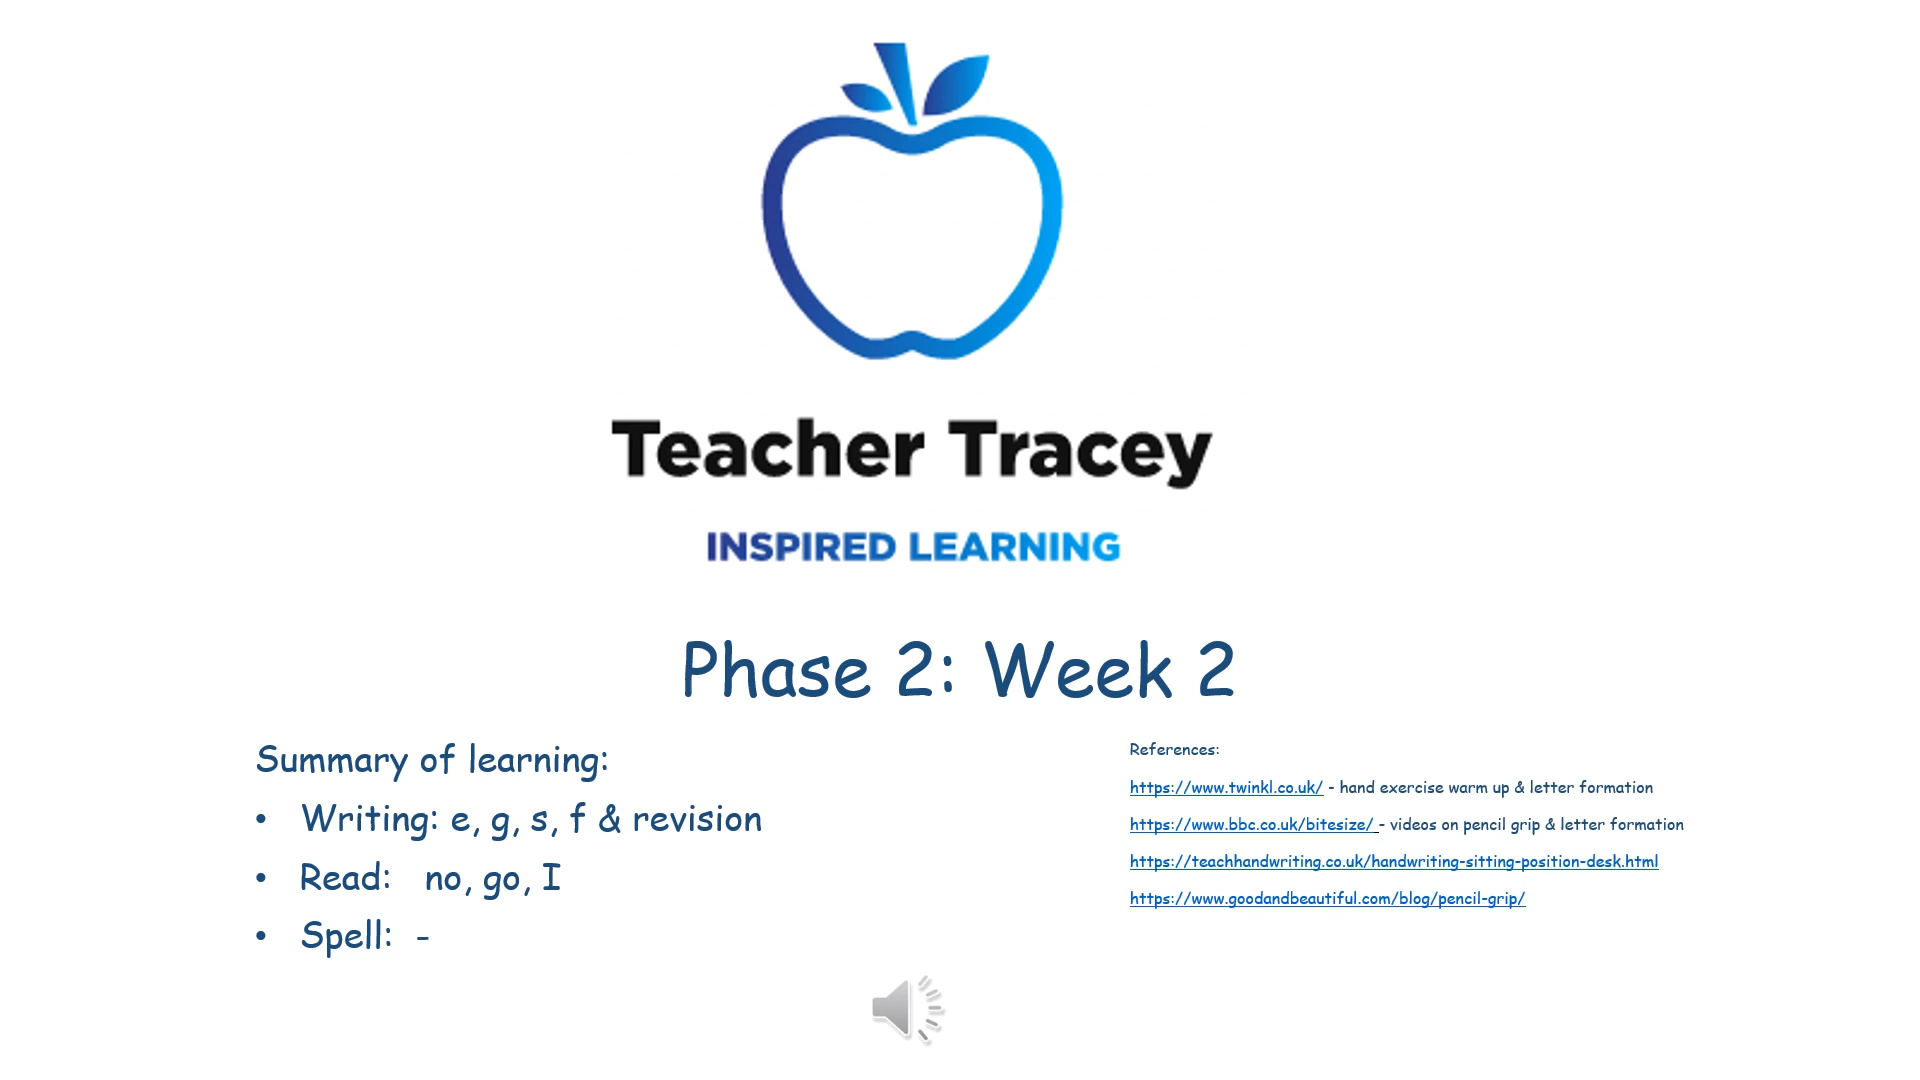 Teacher Tracey
INSPIRED LEARNING
Phase 2: Week 2
Summary of learning:
• Writing: e, g, s, f & revision
• Read: no, go, I
• Spell: -
References:
https://www.twinkl.co.uk/ - hand exercise warm up & letter formation
https://www.bbc.co.uk/bitesize/ - videos on pencil grip & letter formation
https://teachhandwriting.co.uk/handwriting-sitting-position-desk.html
https://www.goodandbeautiful.com/blog/pencil-grip/